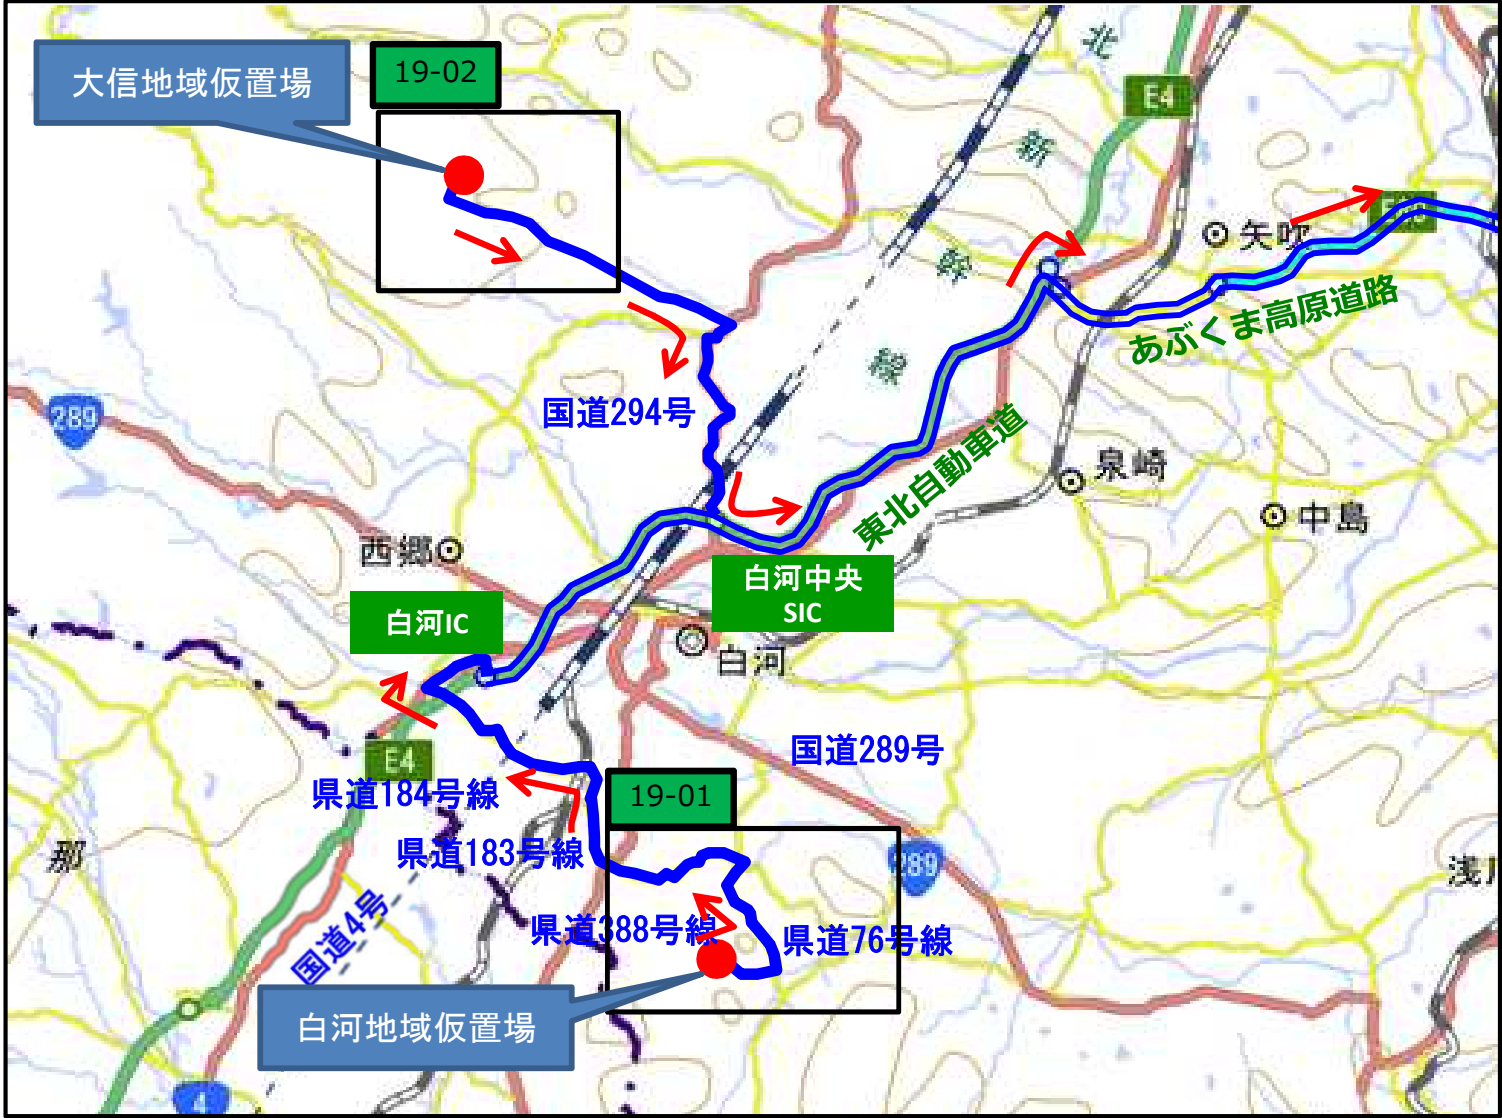 大信地域仮置場
19-02
北
E4
新
幹
線
矢吹
あぶくま高原道路
289
国道294号
東北自動車道
泉崎
中島
西郷
白河中央
SIC
白河IC
白河
国道289号
E4
県道184号線
19-01
県道183号線
那
289
浅川
県道388号線
県道76号線
国道4号
白河地域仮置場
4